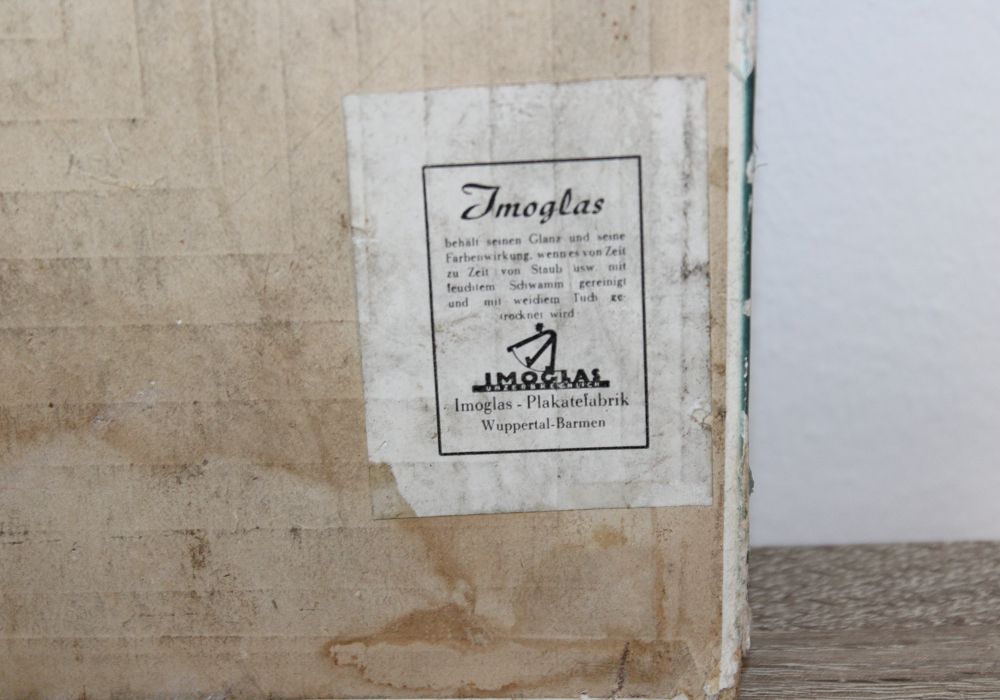 Imoglas
behält seinen Glanz und seine
Farbenwirkung, wenn es von Zeit
zu Zeit von Staub usw. mit
feuchtem Schwamm gereinigt
und mit weichem Tuch ge-
trocknet wird
IMOGLAS
UNZERBRECHLICH
Imoglas - Plakatefabrik
Wuppertal-Barmen